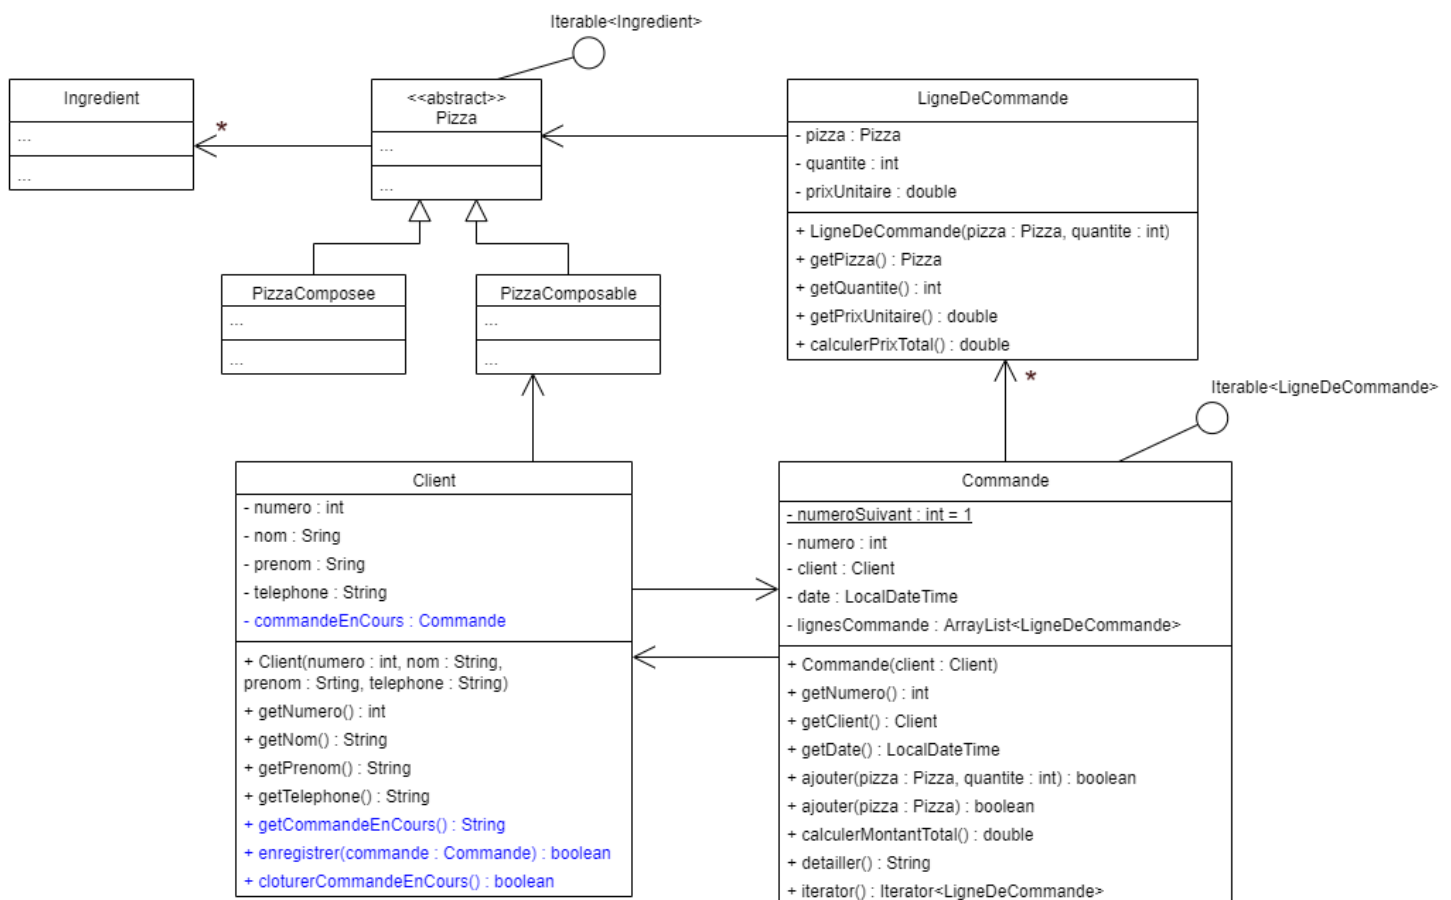 Iterable<Ingredient>
Ingredient
...
...
<<abstract>>
Pizza
...
...
LigneDeCommande
- pizza : Pizza
- quantite : int
- prixUnitaire : double
+ LigneDeCommande(pizza : Pizza, quantite : int)
+ getPizza() : Pizza
+ getQuantite() : int
+ getPrixUnitaire() : double
+ calculerPrixTotal() : double
*
PizzaComposee
...
...
PizzaComposable
...
...
*
Iterable<LigneDeCommande>
Client
- numero : int
- nom : Sring
- prenom : Sring
- telephone : String
- commandeEnCours : Commande
+ Client(numero : int, nom : String,
prenom : Srting, telephone : String)
+ getNumero() : int
+ getNom() : String
+ getPrenom() : String
+ getTelephone() : String
+ getCommandeEnCours() : String
+ enregistrer(commande : Commande) : boolean
+ cloturerCommandeEnCours() : boolean
Commande
- numeroSuivant : int = 1
- numero : int
- client : Client
- date : LocalDateTime
- lignesCommande : ArrayList<LigneDeCommande>
+ Commande(client : Client)
+ getNumero() : int
+ getClient() : Client
+ getDate() : LocalDateTime
+ ajouter(pizza : Pizza, quantite : int) : boolean
+ ajouter(pizza : Pizza) : boolean
+ calculerMontantTotal() : double
+ detailler() : String
+ iterator() : Iterator<LigneDeCommande>